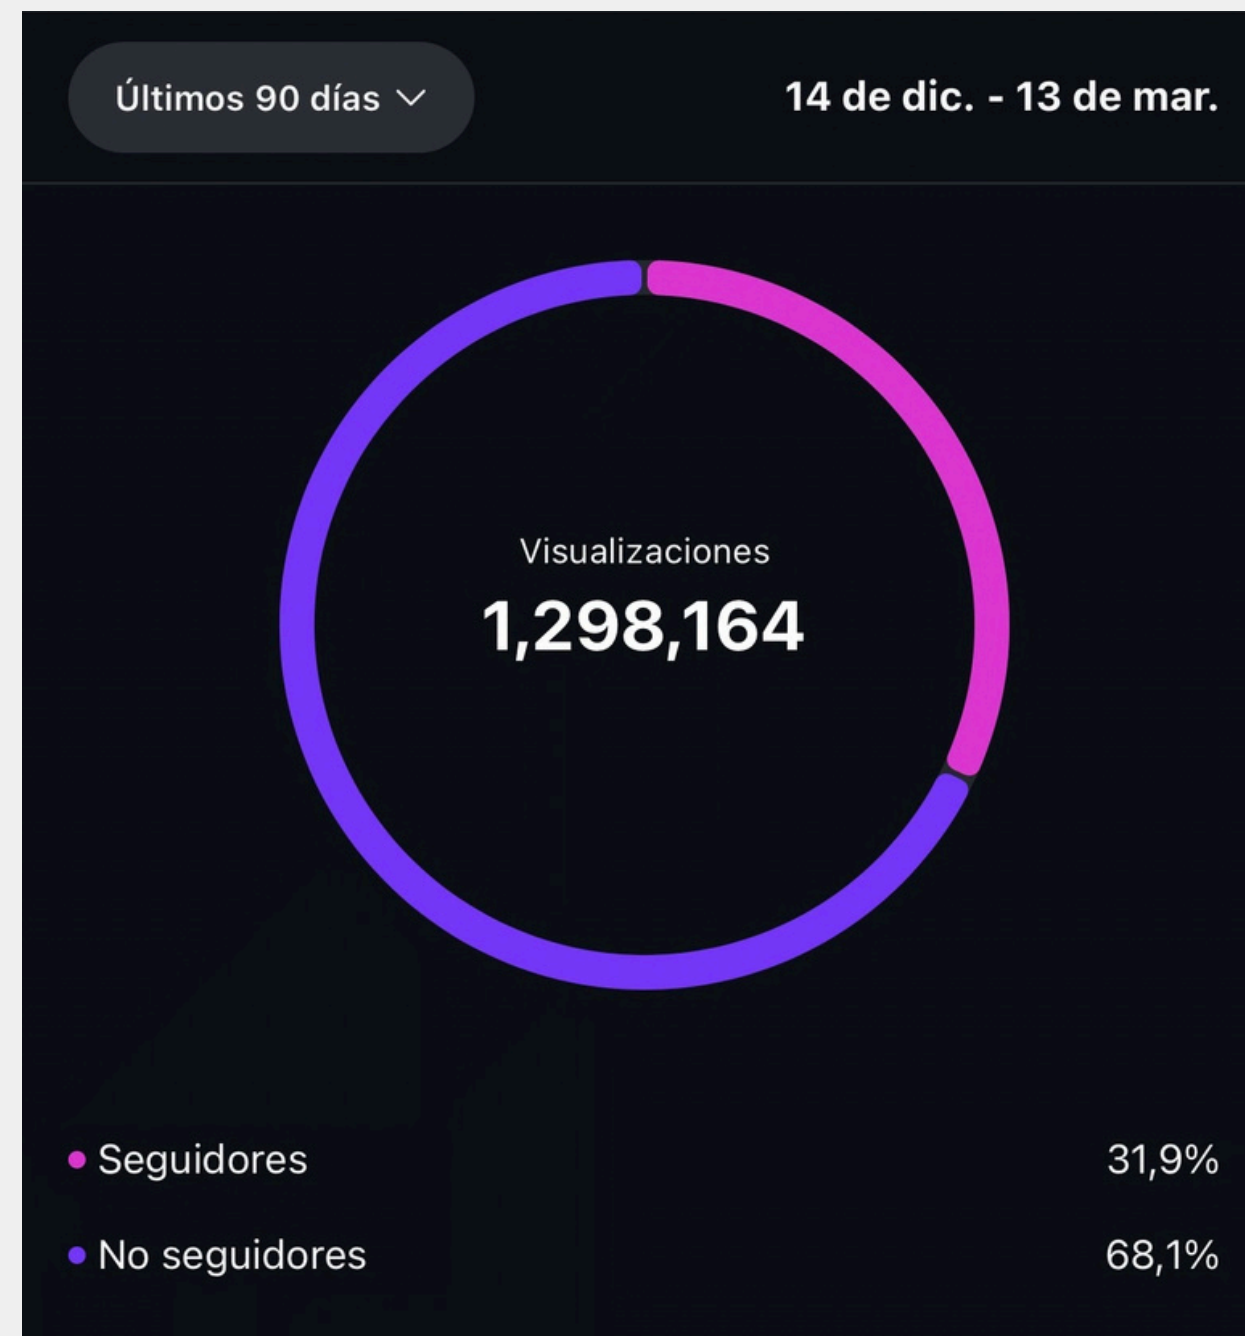 Últimos 90 días
14 de dic. - 13 de mar.
Visualizaciones
1,298,164
Seguidores 31,9%
No seguidores 68,1%